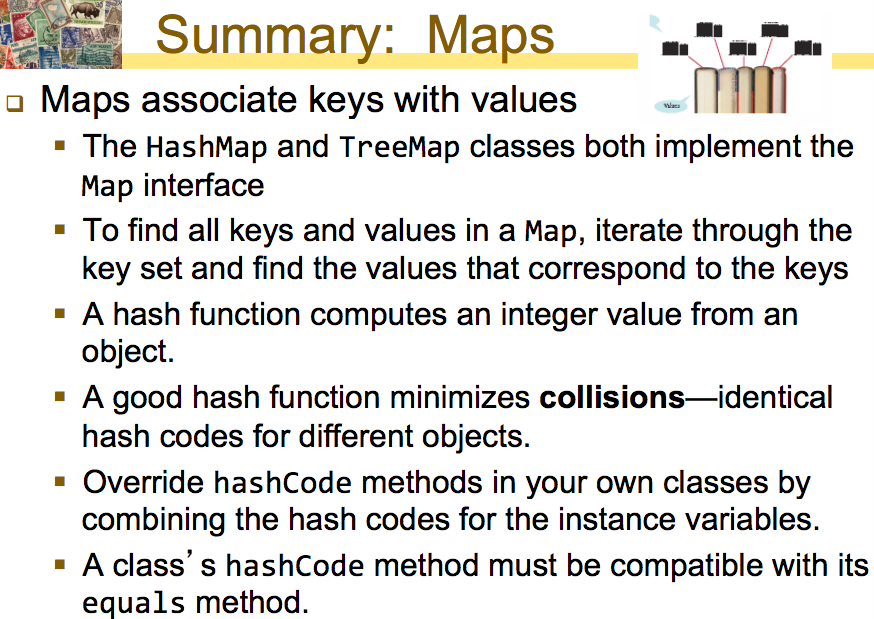 Summary: Maps
Values
Maps associate keys with values
The HashMap and TreeMap classes both implement the
Map interface
To find all keys and values in a Map, iterate through the
key set and find the values that correspond to the keys
A hash function computes an integer value from an
object.
A good hash function minimizes collisions—identical
hash codes for different objects.
Override hashCode methods in your own classes by
combining the hash codes for the instance variables.
A class’s hashCode method must be compatible with its
equals method.